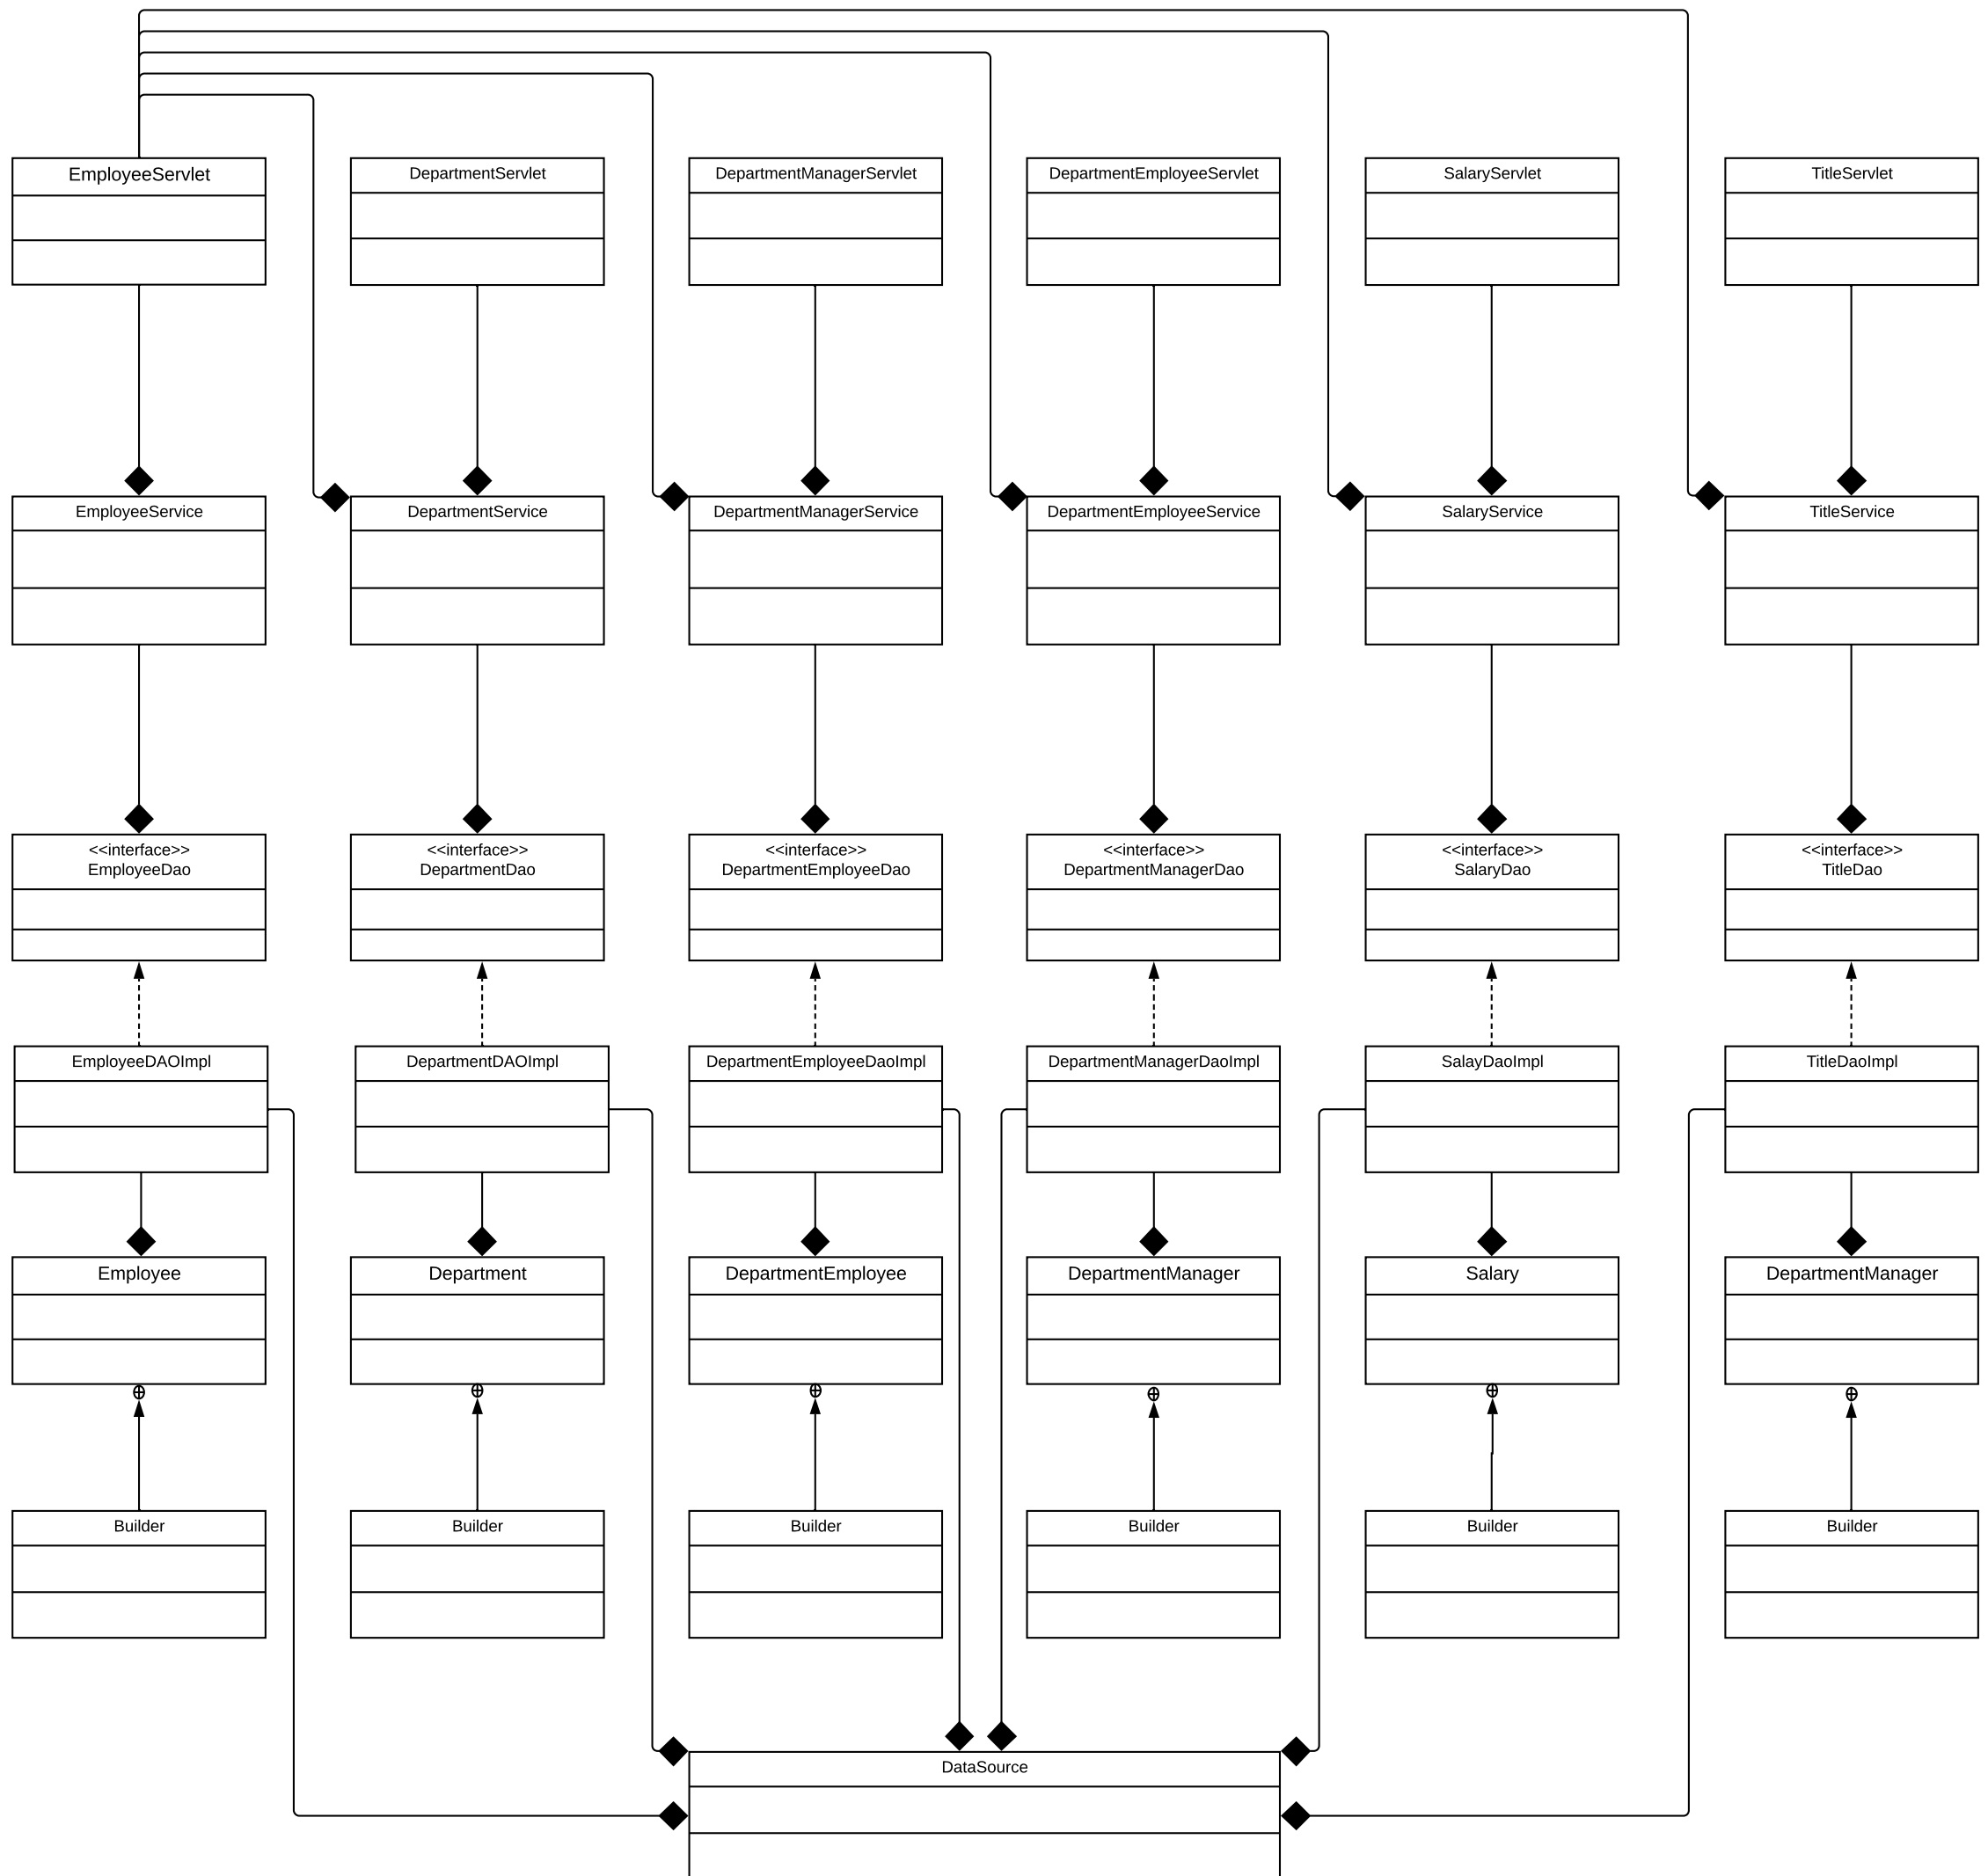 EmployeeServlet
DepartmentServlet
DepartmentManagerServlet
DepartmentEmployeeServlet
SalaryServlet
TitleServlet
EmployeeService
DepartmentService
DepartmentManagerService
DepartmentEmployeeService
SalaryService
TitleService
<<interface>>
EmployeeDao
<<interface>>
DepartmentDao
<<interface>>
DepartmentEmployeeDao
<<interface>>
DepartmentManagerDao
<<interface>>
SalaryDao
<<interface>>
TitleDao
EmployeeDAOImpl
DepartmentDAOImpl
DepartmentEmployeeDaoImpl
DepartmentManagerDaoImpl
SalayDaoImpl
TitleDaoImpl
Employee
Department
DepartmentEmployee
DepartmentManager
Salary
DepartmentManager
Builder
Builder
Builder
Builder
Builder
Builder
DataSource